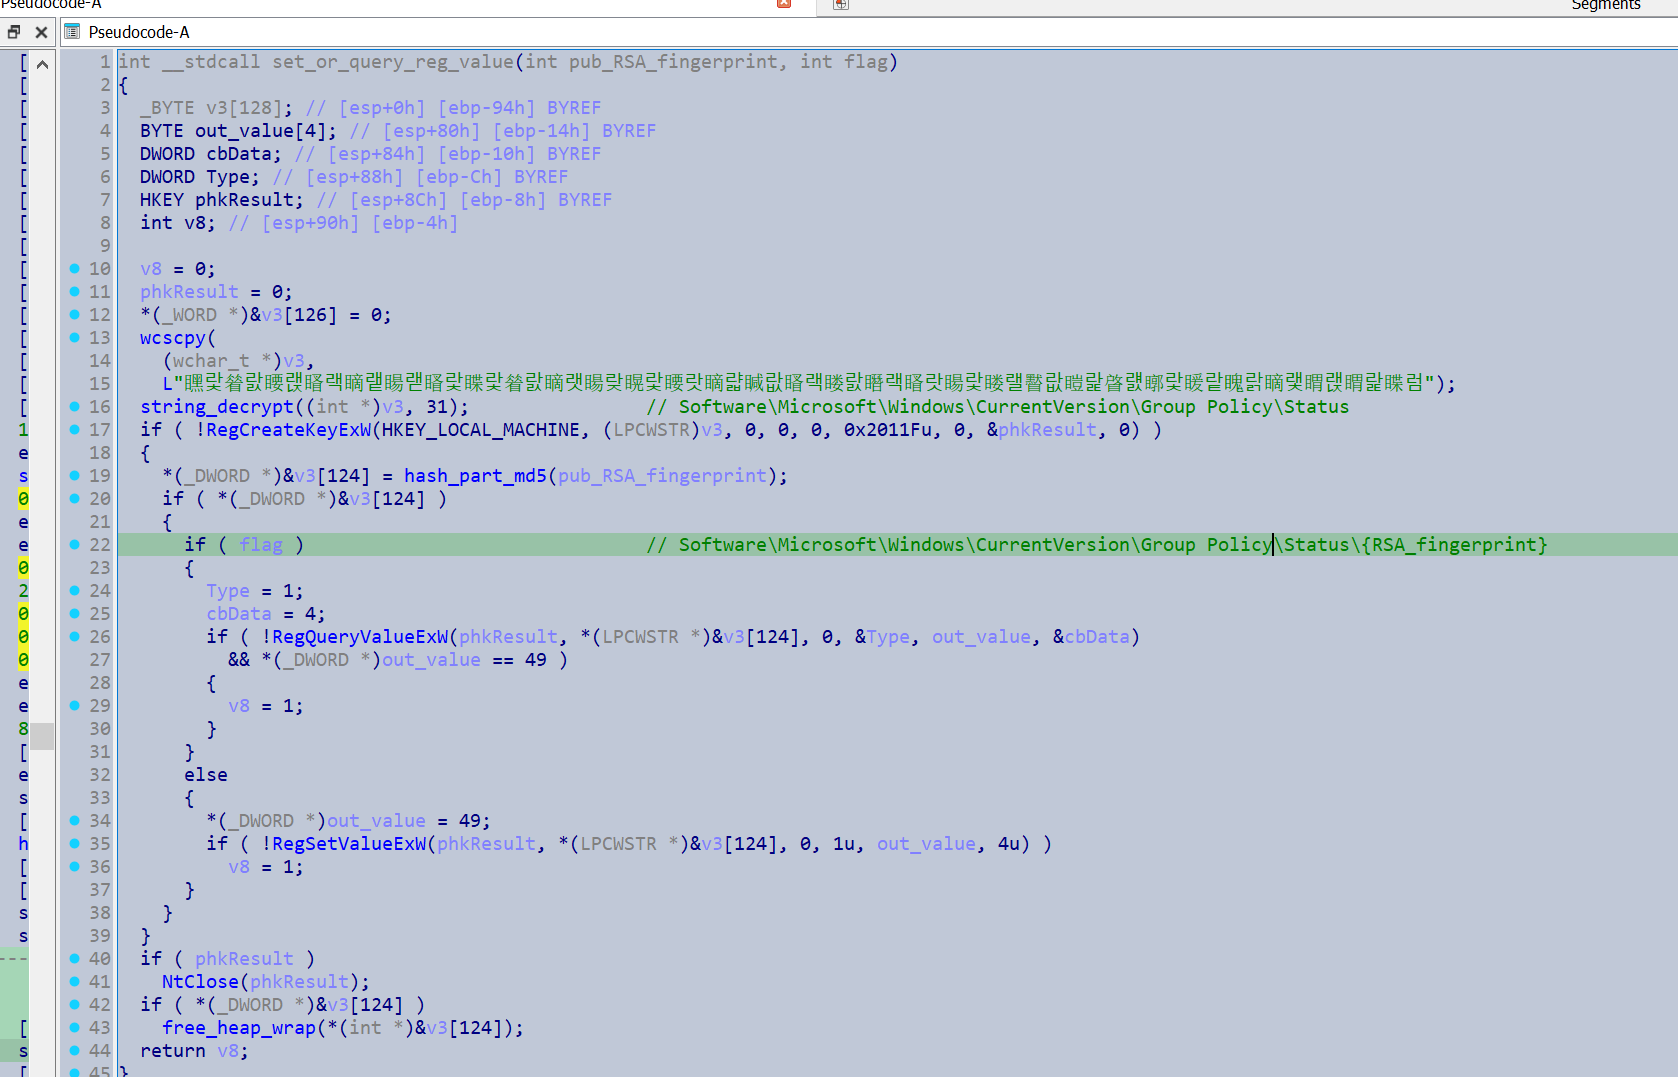 Pseudocode-A
Segments
Pseudocode-A
1 int __stdcall set_or_query_reg_value(int pub_RSA_fingerprint, int flag)
2 {
3 _BYTE v3[128]; // [esp+0h] [ebp-94h] BYREF
4 BYTE out_value[4]; // [esp+80h] [ebp-14h] BYREF
5 DWORD cbData; // [esp+84h] [ebp-10h] BYREF
6 DWORD Type; // [esp+88h] [ebp-Ch] BYREF
7 HKEY phkResult; // [esp+8Ch] [ebp-8h] BYREF
8 int v8; // [esp+90h] [ebp-4h]
9
10 v8 = 0;
11 phkResult = 0;
12 *(_WORD *)&v3[126] = 0;
13 wcscpy(
14 (wchar_t *)v3,
15 L"");
16 string_decrypt((int *)v3, 31); // Software\Microsoft\Windows\CurrentVersion\Group Policy\Status
17 if ( !RegCreateKeyExW(HKEY_LOCAL_MACHINE, (LPCWSTR)v3, 0, 0, 0, 0x2011Fu, 0, &phkResult, 0) )
18 {
19 *(_DWORD *)&v3[124] = hash_part_md5(pub_RSA_fingerprint);
20 if ( *(_DWORD *)&v3[124] )
21 {
22 if ( flag ) // Software\Microsoft\Windows\CurrentVersion\Group Policy\Status\{RSA_fingerprint}
23 {
24 Type = 1;
25 cbData = 4;
26 if ( !RegQueryValueExW(phkResult, *(LPCWSTR *)&v3[124], 0, &Type, out_value, &cbData)
27 && *(_DWORD *)out_value == 49 )
28 {
29 v8 = 1;
30 }
31 }
32 else
33 {
34 *(_DWORD *)out_value = 49;
35 if ( !RegSetValueExW(phkResult, *(LPCWSTR *)&v3[124], 0, 1u, out_value, 4u) )
36 v8 = 1;
37 }
38 }
39 }
40 if ( phkResult )
41 NtClose(phkResult);
42 if ( *(_DWORD *)&v3[124] )
43 free_heap_wrap(*(int *)&v3[124]);
44 return v8;
45 }